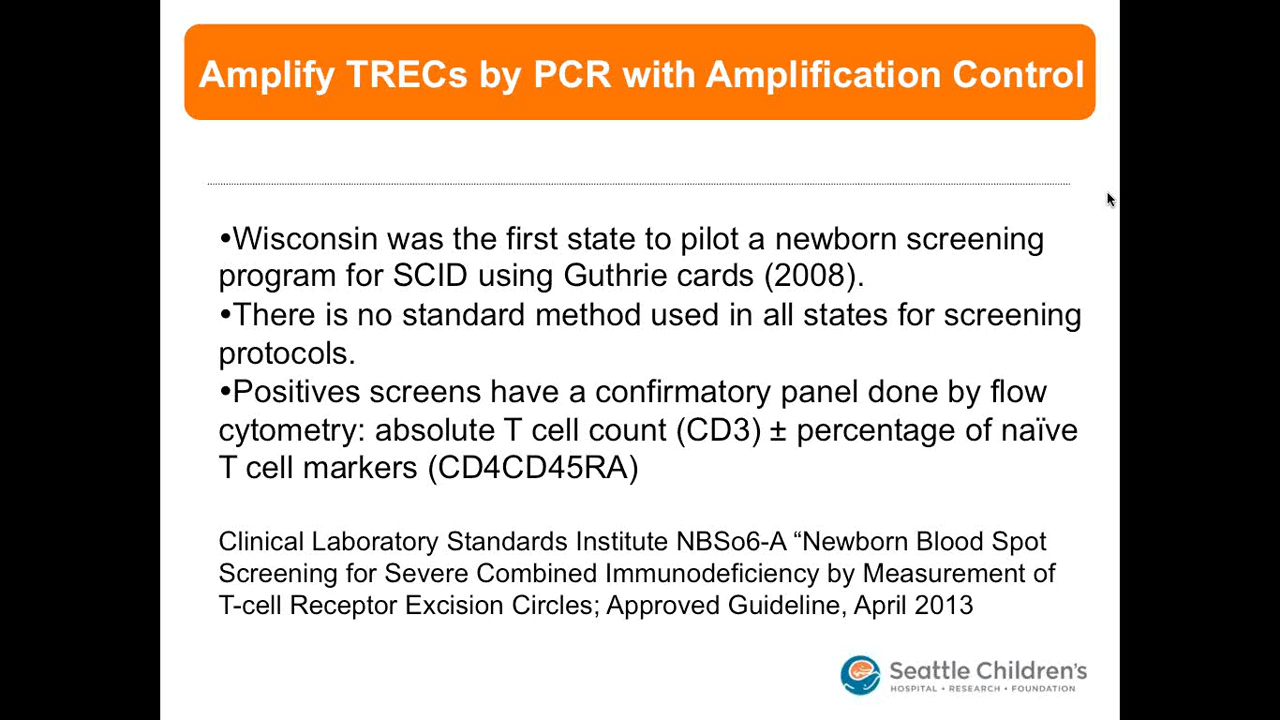 Amplify TRECs by PCR with Amplification Control
•Wisconsin was the first state to pilot a newborn screening
program for SCID using Guthrie cards (2008).
•There is no standard method used in all states for screening
protocols.
•Positives screens have a confirmatory panel done by flow
cytometry: absolute T cell count (CD3) ± percentage of naïve
T cell markers (CD4CD45RA)
Clinical Laboratory Standards Institute NBSo6-A “Newborn Blood Spot
Screening for Severe Combined Immunodeficiency by Measurement of
T-cell Receptor Excision Circles; Approved Guideline, April 2013
Seattle Children’s
HOSPITAL • RESEARCH • FOUNDATION